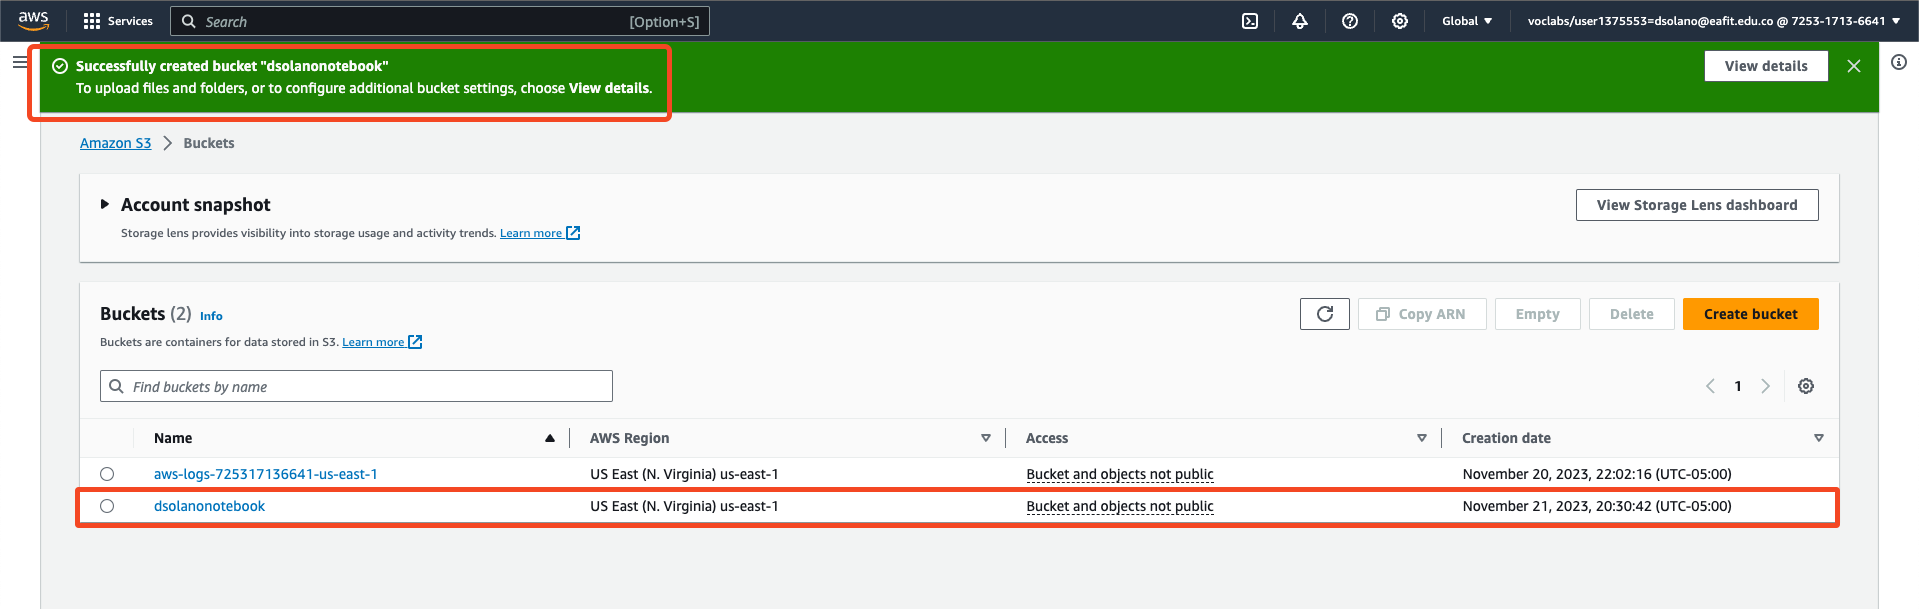 aws Services Search [Option+S] Global voclabs/user1375553=dsolano@eafit.edu.co @ 7253-1713-6641
Successfully created bucket "dsolanonotebook"
To upload files and folders, or to configure additional bucket settings, choose View details.
View details
Amazon S3 Buckets
Account snapshot
Storage lens provides visibility into storage usage and activity trends. Learn more
View Storage Lens dashboard
Buckets (2) Info
Buckets are containers for data stored in S3. Learn more
Copy ARN Empty Delete Create bucket
Find buckets by name
1
Name AWS Region Access Creation date
aws-logs-725317136641-us-east-1 US East (N. Virginia) us-east-1 Bucket and objects not public November 20, 2023, 22:02:16 (UTC-05:00)
dsolanonotebook US East (N. Virginia) us-east-1 Bucket and objects not public November 21, 2023, 20:30:42 (UTC-05:00)